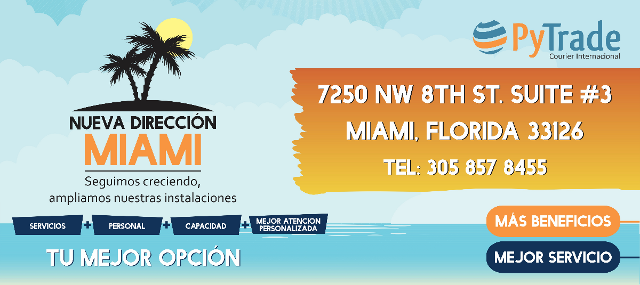 PyTrade
Courier Internacional
NUEVA DIRECCIÓN
MIAMI
Seguimos creciendo,
ampliamos nuestras instalaciones
7250 NW 8TH ST. SUITE #3
MIAMI, FLORIDA 33126
TEL: 305 857 8455
SERVICIOS + PERSONAL + CAPACIDAD + MEJOR ATENCION
PERSONALIZADA
TU MEJOR OPCIÓN
MÁS BENEFICIOS
MEJOR SERVICIO